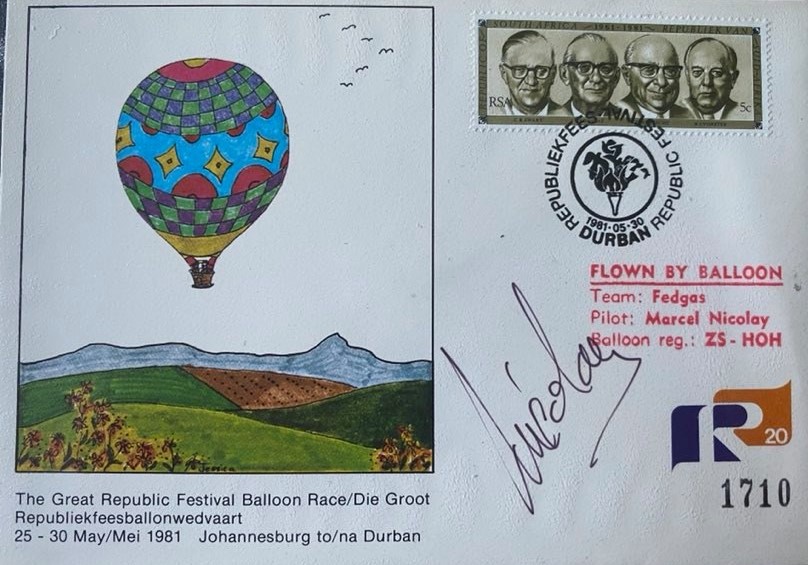 SOUTH AFRICA 1961-1981 REPUBLIEK VAN
RSA
5c
REPUBLIEKFEES-FESTIVAL
1981·05·30
DURBAN REPUBLIC
FLOWN BY BALLOON
Team: Fedgas
Pilot: Marcel Nicolay
Balloon reg.: ZS - HOH
Nicolay
R 20
1710
Jessica
The Great Republic Festival Balloon Race/Die Groot
Republiekfeesballonwedvaart
25 - 30 May/Mei 1981 Johannesburg to/na Durban